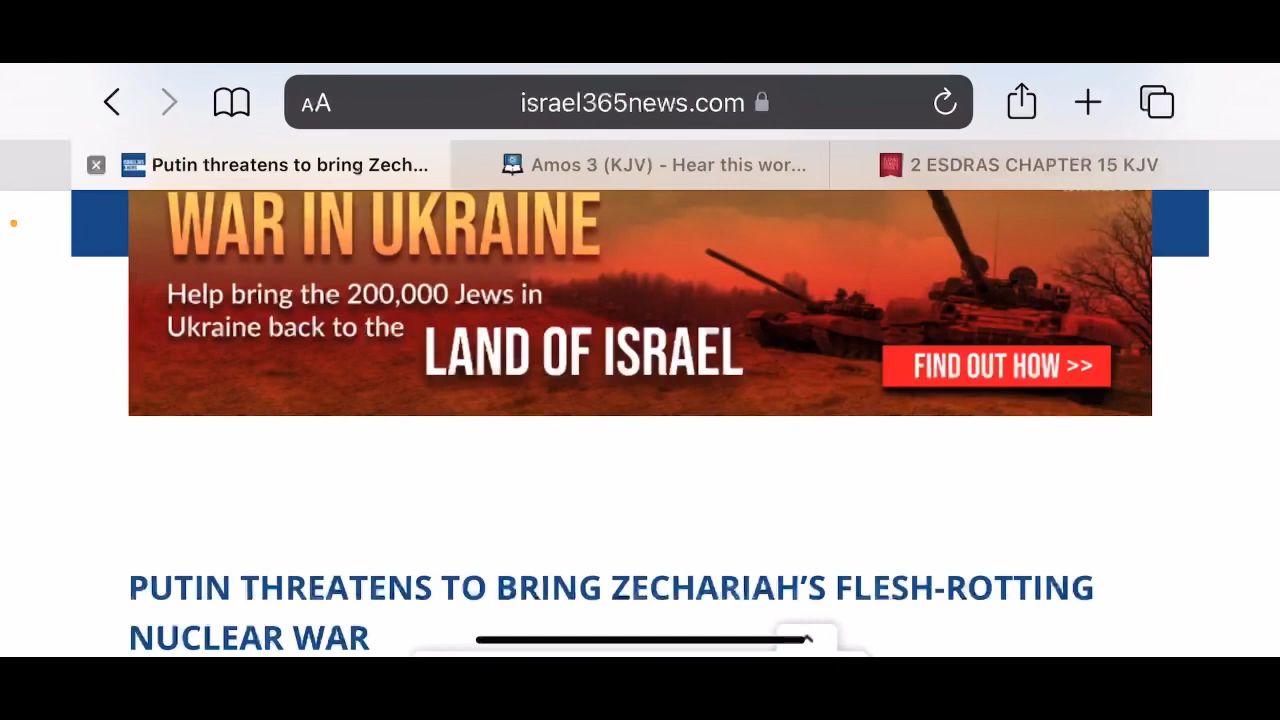 AA israel365news.com
Putin threatens to bring Zech... Amos 3 (KJV) - Hear this wor... 2 ESDRAS CHAPTER 15 KJV
WAR IN UKRAINE
Help bring the 200,000 Jews in
Ukraine back to the
LAND OF ISRAEL
FIND OUT HOW >>
PUTIN THREATENS TO BRING ZECHARIAH'S FLESH-ROTTING
NUCLEAR WAR